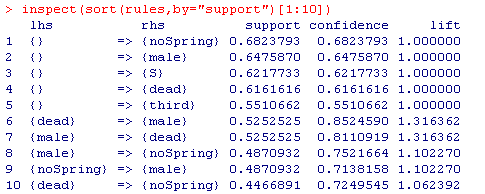 > inspect(sort(rules,by="support")[1:10])
lhs rhs support confidence lift
1 {} => {noSpring} 0.6823793 0.6823793 1.000000
2 {} => {male} 0.6475870 0.6475870 1.000000
3 {} => {S} 0.6217733 0.6217733 1.000000
4 {} => {dead} 0.6161616 0.6161616 1.000000
5 {} => {third} 0.5510662 0.5510662 1.000000
6 {dead} => {male} 0.5252525 0.8524590 1.316362
7 {male} => {dead} 0.5252525 0.8110919 1.316362
8 {male} => {noSpring} 0.4870932 0.7521664 1.102270
9 {noSpring} => {male} 0.4870932 0.7138158 1.102270
10 {dead} => {noSpring} 0.4466891 0.7249545 1.062392